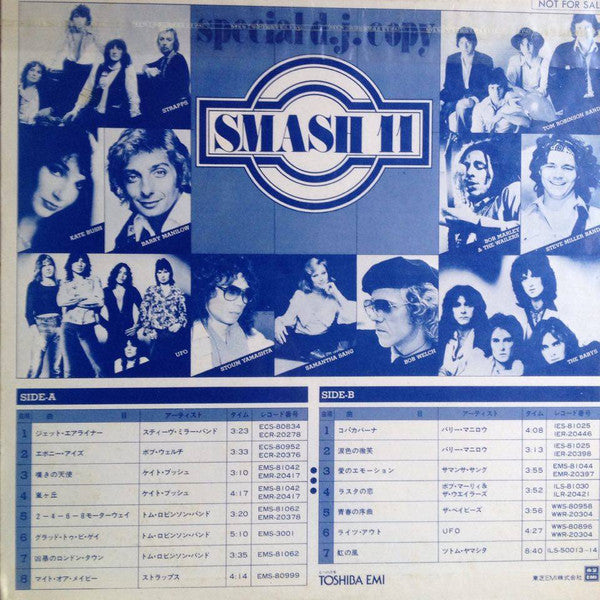 NOT FOR SAL
special d.j. copy
SMASH 11
STRAPPS
TOM ROBINSON BAND
KATE BUSH
BARRY MANILOW
BOB MARLEY
& THE WAILERS
STEVE MILLER BAND
UFO
STOUM YAMASHTA
SAMANTHA SANG
BOB WELCH
THE BABYS
SIDE-A
曲順 曲 目 アーティスト タイム レコード番号
1 ジェット・エアライナー スティーヴ・ミラー・バンド 3:23 ECS-80834 ECR-20278
2 エボニー・アイズ ボブ・ウェルチ 3:33 ECS-80952 ECR-20376
3 嘆きの天使 ケイト・ブッシュ 3:10 EMS-81042 EMR-20417
4 嵐ヶ丘 ケイト・ブッシュ 4:17 EMS-81042 EMR-20417
5 2-4-6-8モーターウェイ トム・ロビンソン・バンド 3:20 EMS-81062 EMR-20378
6 グラッド・トゥ・ビ・ゲイ トム・ロビンソン・バンド 5:10 EMS-3001
7 凶暴のロンドン・タウン トム・ロビンソン・バンド 3:35 EMS-81062
8 マイト・オア・メイビー ストラップス 4:14 EMS-80999
SIDE-B
曲順 曲 目 アーティスト タイム レコード番号
1 コパカバーナ バリー・マニロウ 4:08 IES-81025 IER-20446
2 涙色の微笑 バリー・マニロウ 3:13 IES-81025 IER-20398
3 愛のエモーション サマンサ・サング 3:55 EMS-81044 EMR-20397
4 ラスタの恋 ボブ・マーリィ&ザ・ウエイラーズ 3:52 ILS-81030 ILR-20421
5 青春の序曲 ザ・ベイビーズ 3:56 WWS-80958 WWR-20304
6 ライツ・アウト UFO 4:27 WWS-80896 WWR-20304
7 虹の風 ツトム・ヤマシタ 8:40 ILS-50013-14
TOSHIBA EMI
東芝EMI株式会社
EMI